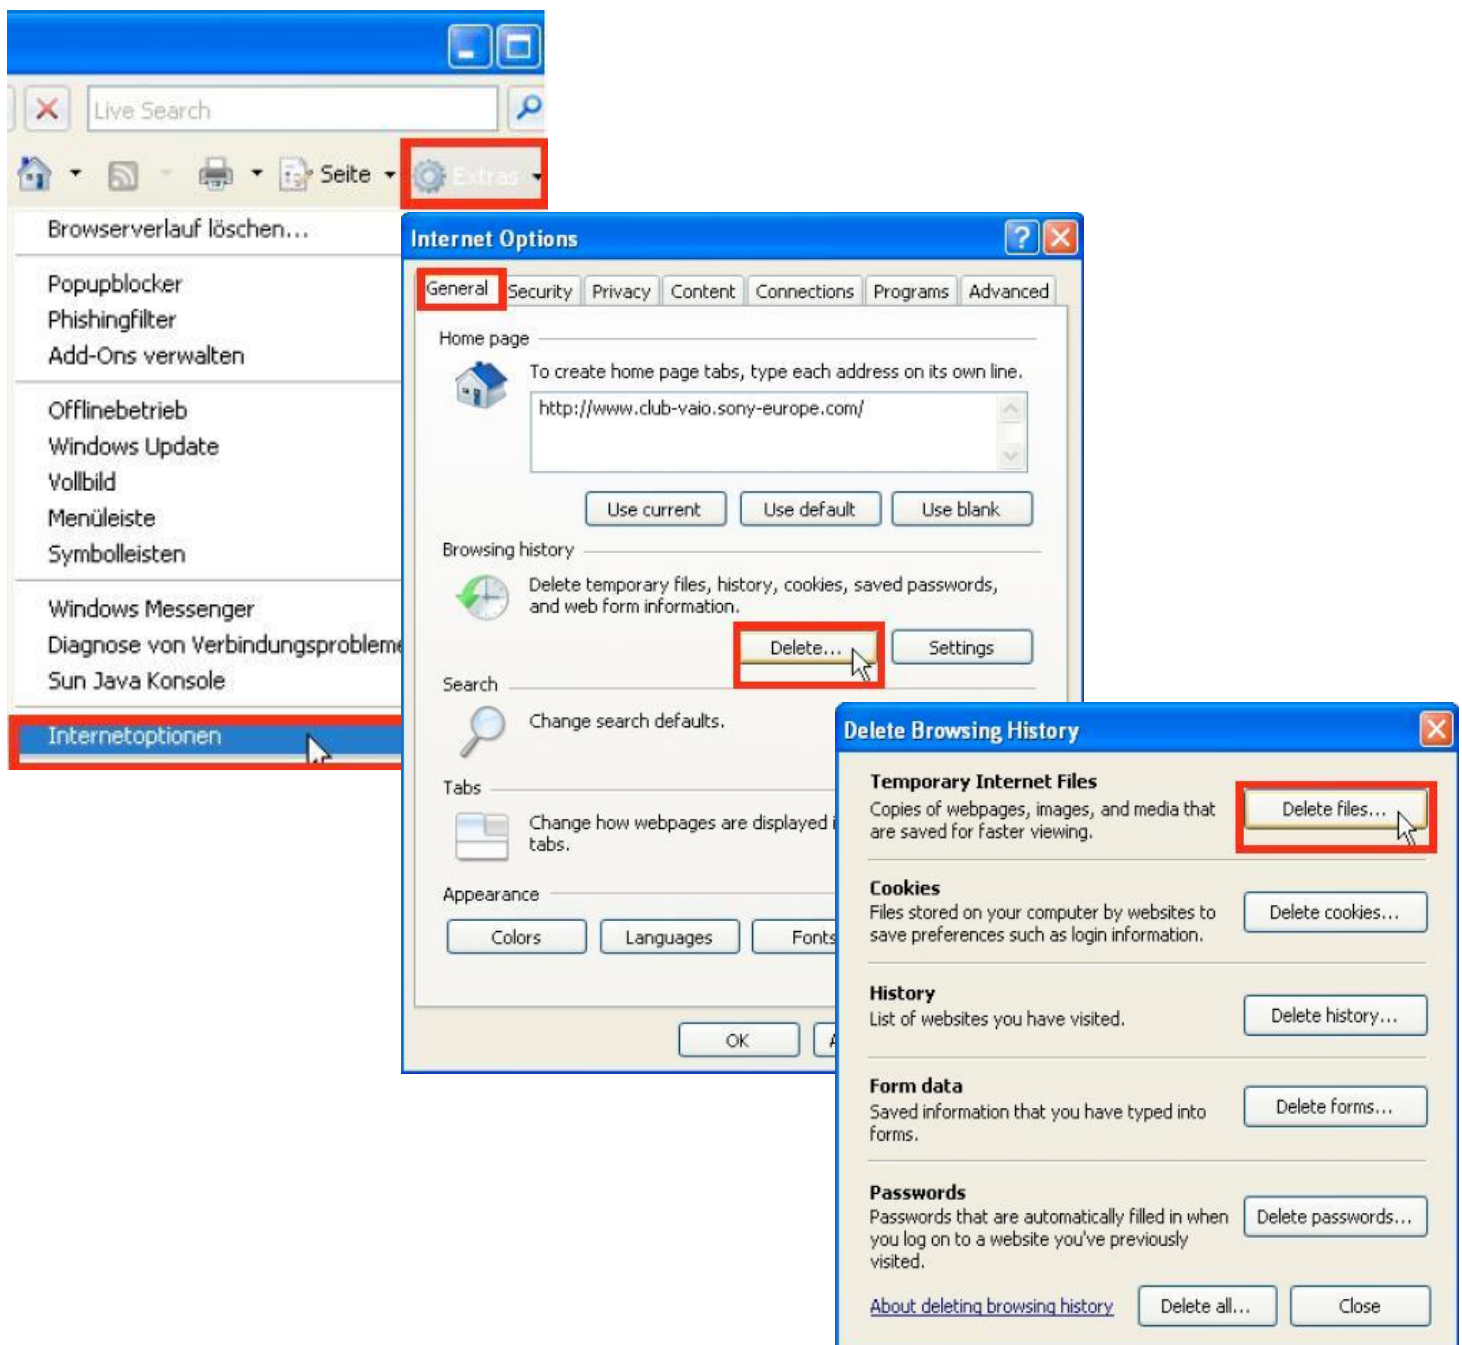 Live Search
Seite
Extras
Browserverlauf löschen...
Popupblocker
Phishingfilter
Add-Ons verwalten
Offlinebetrieb
Windows Update
Vollbild
Menüleiste
Symbolleisten
Windows Messenger
Diagnose von Verbindungsprobleme
Sun Java Konsole
Internetoptionen
Internet Options
General Security Privacy Content Connections Programs Advanced
Home page
To create home page tabs, type each address on its own line.
http://www.club-vaio.sony-europe.com/
Use current Use default Use blank
Browsing history
Delete temporary files, history, cookies, saved passwords,
and web form information.
Delete... Settings
Search
Change search defaults.
Tabs
Change how webpages are displayed i
tabs.
Appearance
Colors Languages Fonts
OK
Delete Browsing History
Temporary Internet Files
Copies of webpages, images, and media that
are saved for faster viewing.
Delete files...
Cookies
Files stored on your computer by websites to
save preferences such as login information.
Delete cookies...
History
List of websites you have visited.
Delete history...
Form data
Saved information that you have typed into
forms.
Delete forms...
Passwords
Passwords that are automatically filled in when
you log on to a website you've previously
visited.
Delete passwords...
About deleting browsing history Delete all... Close